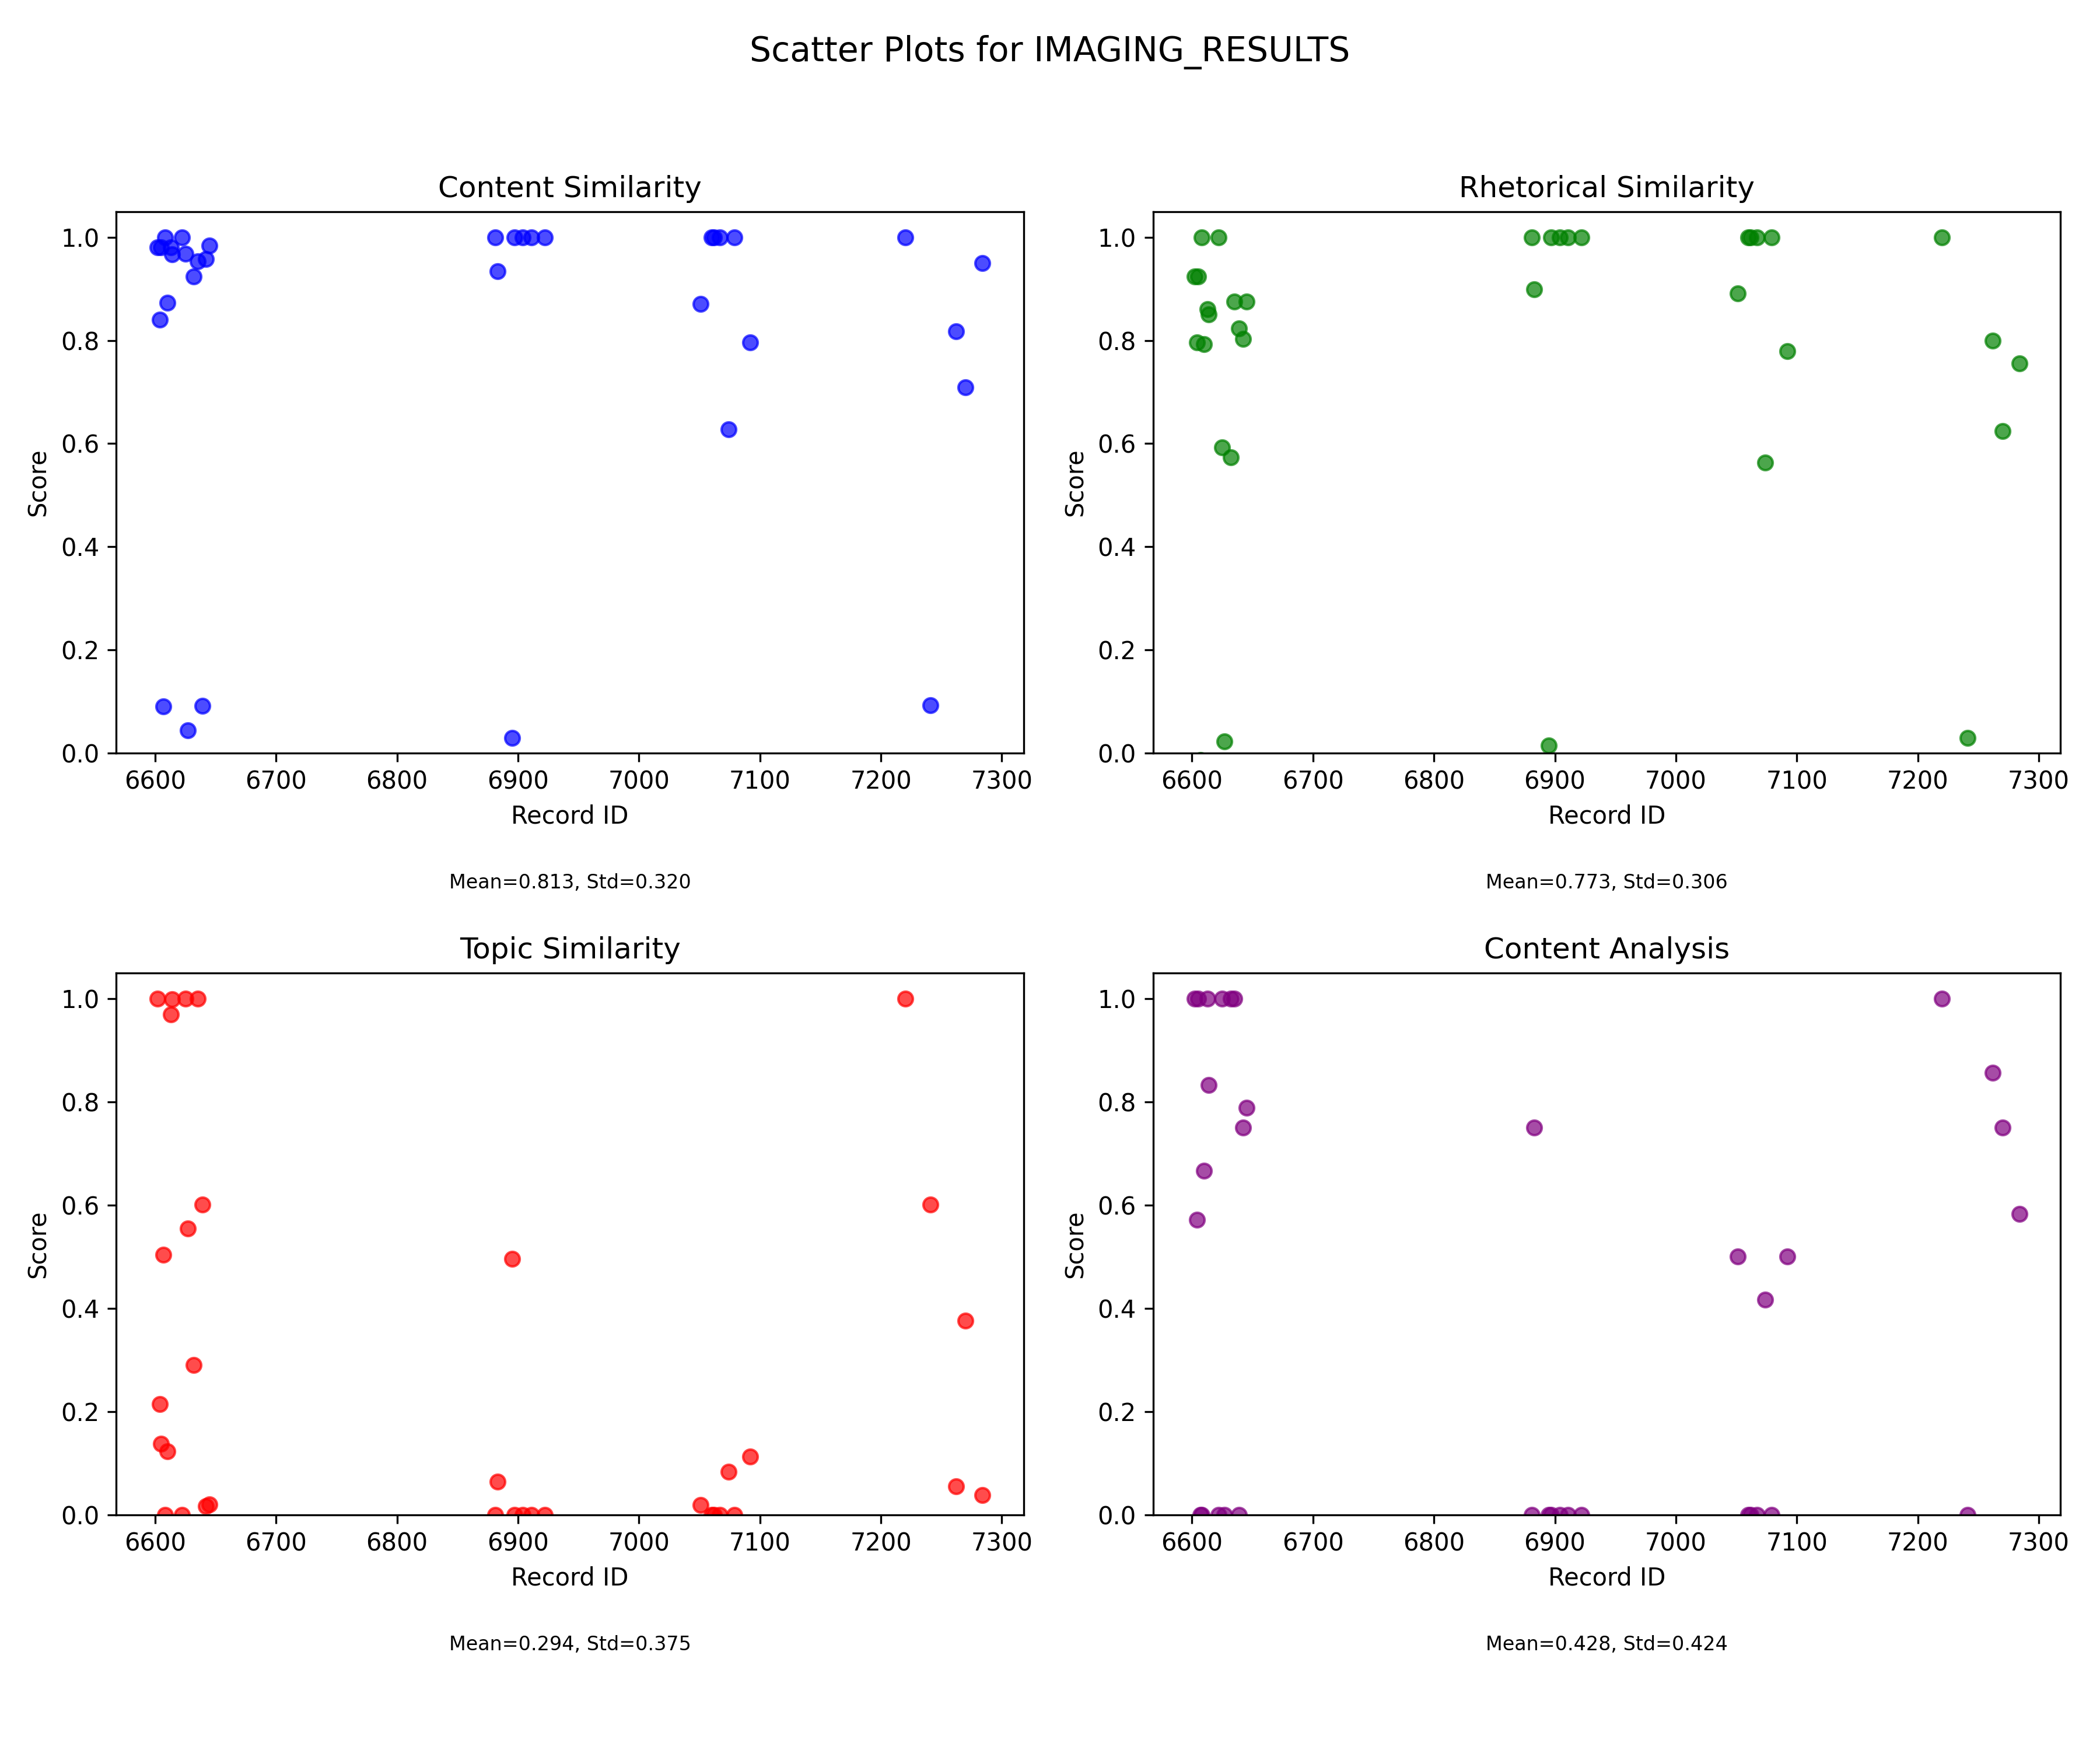 Scatter Plots for IMAGING_RESULTS
Content Similarity
Score
1.0
0.8
0.6
0.4
0.2
0.0
6600 6700 6800 6900 7000 7100 7200 7300
Record ID
Mean=0.813, Std=0.320
Rhetorical Similarity
Score
1.0
0.8
0.6
0.4
0.2
0.0
6600 6700 6800 6900 7000 7100 7200 7300
Record ID
Mean=0.773, Std=0.306
Topic Similarity
Score
1.0
0.8
0.6
0.4
0.2
0.0
6600 6700 6800 6900 7000 7100 7200 7300
Record ID
Mean=0.294, Std=0.375
Content Analysis
Score
1.0
0.8
0.6
0.4
0.2
0.0
6600 6700 6800 6900 7000 7100 7200 7300
Record ID
Mean=0.428, Std=0.424